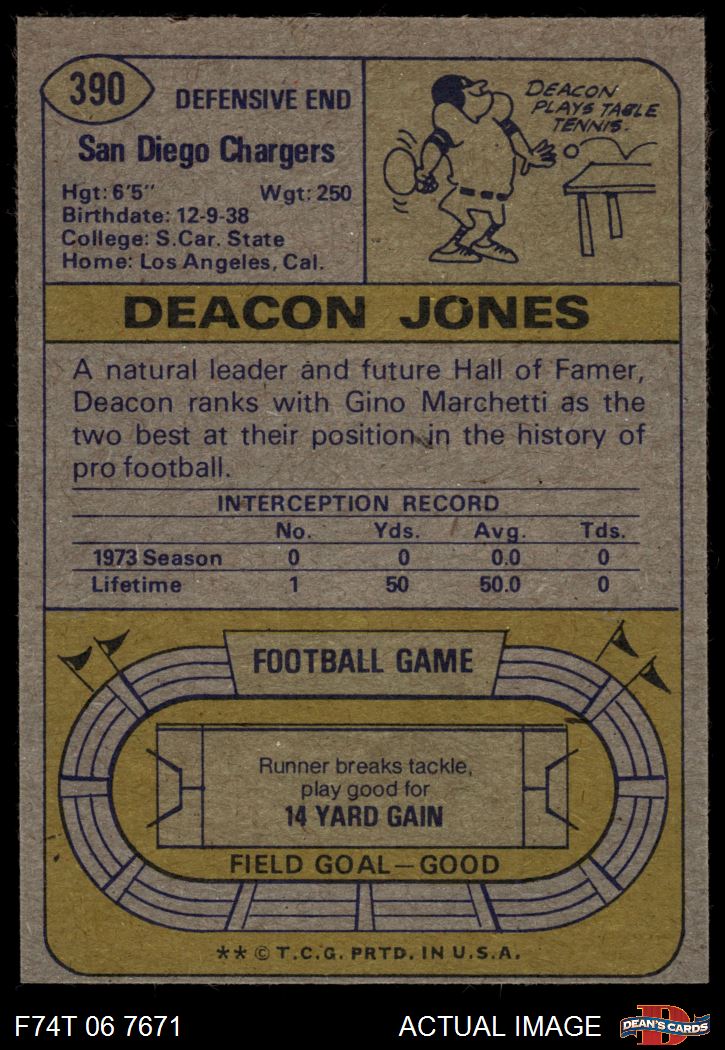 390
DEFENSIVE END
San Diego Chargers
Hgt: 6'5" Wgt: 250
Birthdate: 12-9-38
College: S.Car. State
Home: Los Angeles, Cal.
DEACON
PLAYS TABLE
TENNIS.
DEACON JONES
A natural leader and future Hall of Famer,
Deacon ranks with Gino Marchetti as the
two best at their position in the history of
pro football.
INTERCEPTION RECORD
No. Yds. Avg. Tds.
1973 Season 0 0 0.0 0
Lifetime 1 50 50.0 0
FOOTBALL GAME
Runner breaks tackle,
play good for
14 YARD GAIN
FIELD GOAL—GOOD
** © T.C.G. PRTD. IN U.S.A.
F74T 06 7671 ACTUAL IMAGE
D
DEAN'S CARDS